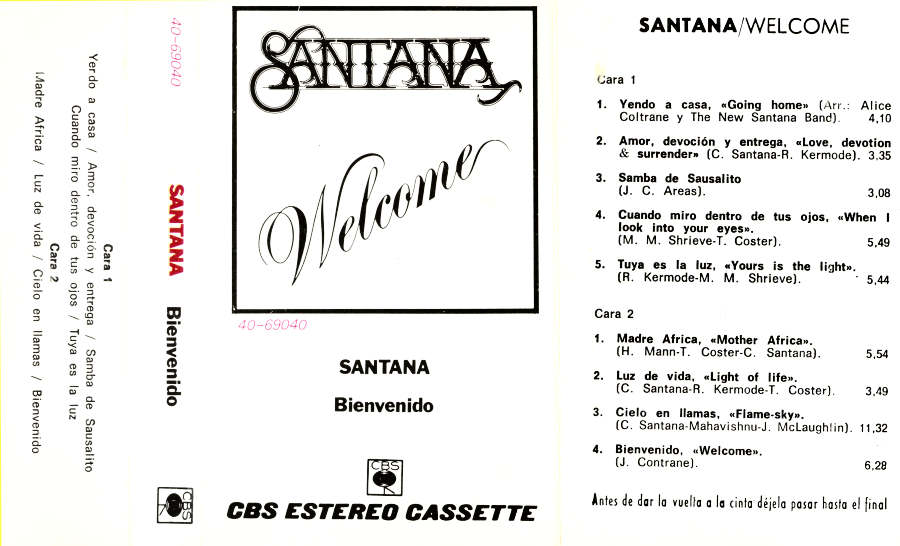 Cara 1
Yerdo a casa / Amor, devoción y entrega / Samba de Sausalito
Cuando miro dentro de tus ojos / Tuya es la luz
Cara 2
Madre Africa / Luz de vida / Cielo en llamas / Bienvenido
40-69040
SANTANA Bienvenido
CBS
SANTANA
Welcome
40-69040
SANTANA
Bienvenido
CBS
CBS ESTEREO CASSETTE
SANTANA/WELCOME
Cara 1
1. Yendo a casa, «Going home» (Arr.: Alice
Coltrane y The New Santana Band). 4,10
2. Amor, devoción y entrega, «Love, devotion
& surrender» (C. Santana-R. Kermode). 3,35
3. Samba de Sausalito
(J. C. Areas). 3,08
4. Cuando miro dentro de tus ojos, «When I
look into your eyes».
(M. M. Shrieve-T. Coster). 5,49
5. Tuya es la luz, «Yours is the light».
(R. Kermode-M. M. Shrieve). 5,44
Cara 2
1. Madre Africa, «Mother Africa».
(H. Mann-T. Coster-C. Santana). 5,54
2. Luz de vida, «Light of life».
(C. Santana-R. Kermode-T. Coster). 3,49
3. Cielo en llamas, «Flame-sky».
(C. Santana-Mahavishnu-J. McLaughlin). 11,32
4. Bienvenido, «Welcome».
(J. Contrane). 6,28
Antes de dar la vuelta a la cinta déjela pasar hasta el final